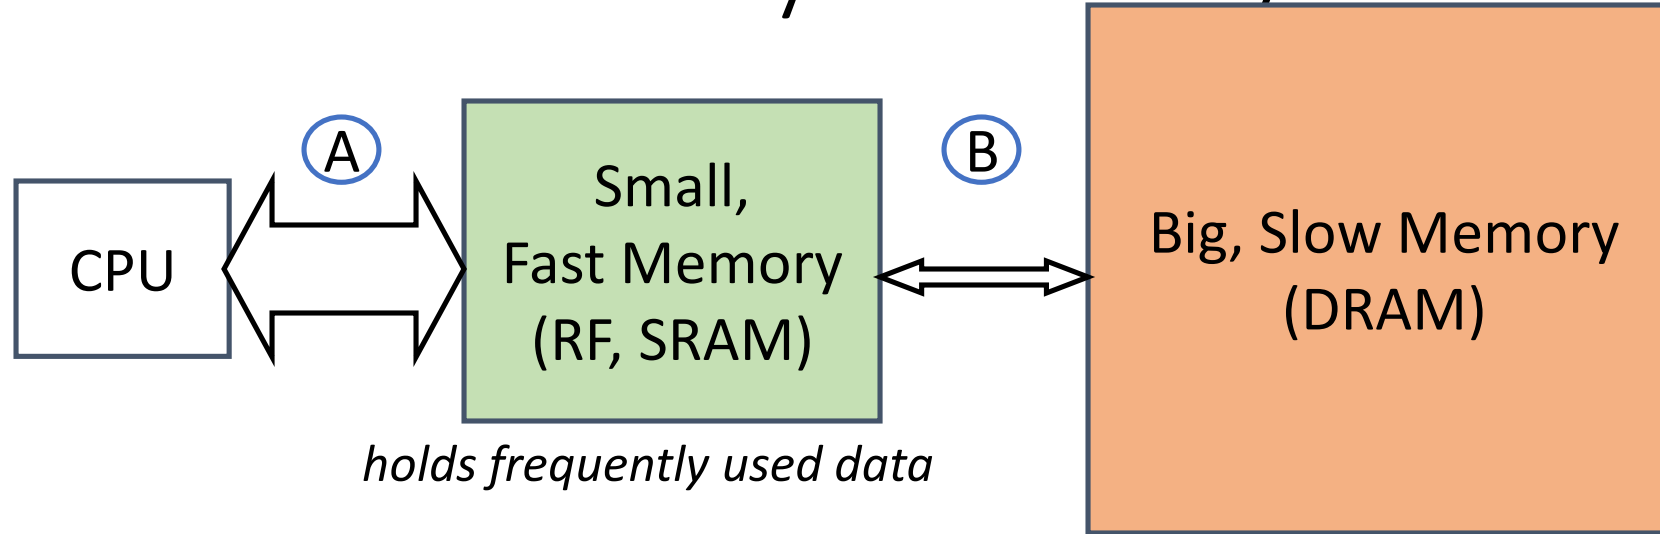 A
B
CPU
Small,
Fast Memory
(RF, SRAM)
Big, Slow Memory
(DRAM)
holds frequently used data